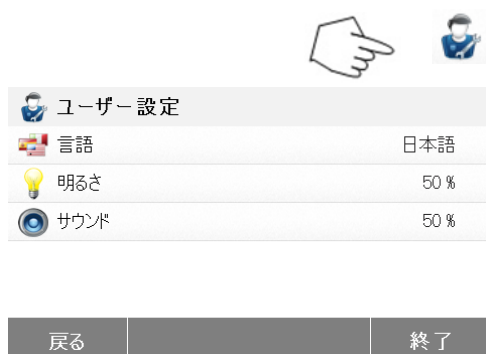 ユーザー設定
言語 日本語
明るさ 50 %
サウンド 50 %
戻る 終了